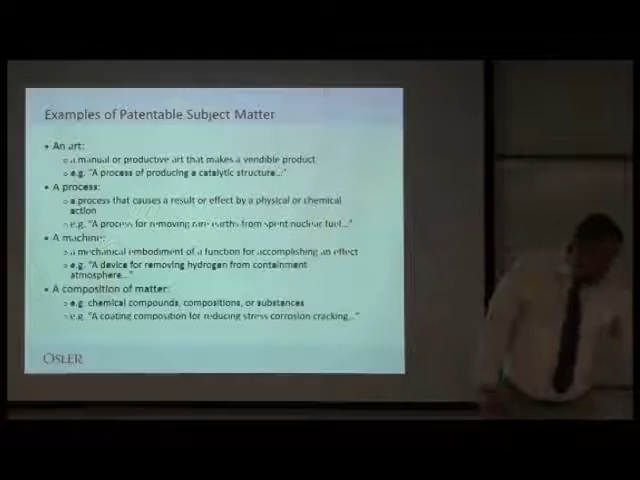 Examples of Patentable Subject Matter
• An art:
o a manual or productive art that makes a vendible product
o e.g. "A process of producing a catalytic structure..."
• A process:
o a process that causes a result or effect by a physical or chemical
action
o e.g. "A process for removing rare earths from spent nuclear fuel..."
• A machine:
o a mechanical embodiment of a function for accomplishing an effect
o e.g. "A device for removing hydrogen from containment
atmosphere..."
• A composition of matter:
o e.g. chemical compounds, compositions, or substances
o e.g. "A coating composition for reducing stress corrosion cracking..."
OSLER